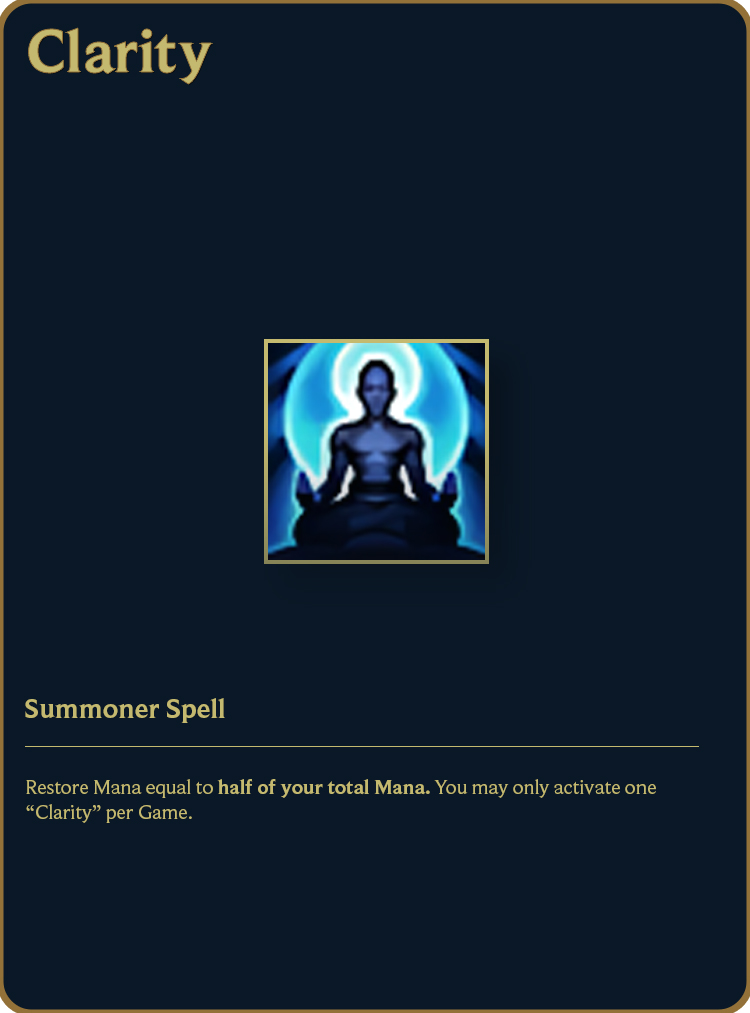 Clarity
Summoner Spell
Restore Mana equal to half of your total Mana. You may only activate one
“Clarity” per Game.